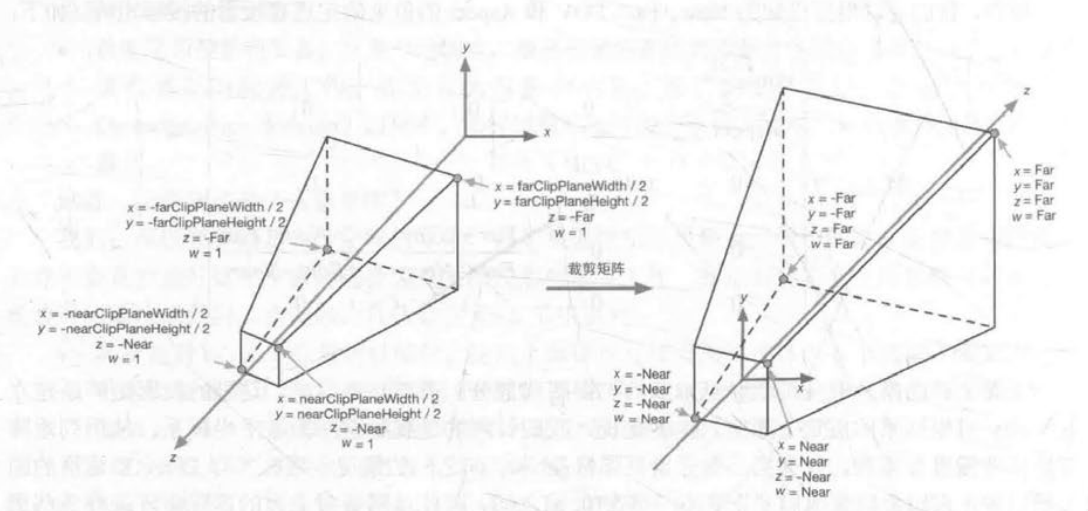 y
x
x = -farClipPlaneWidth / 2
y = -farClipPlaneHeight / 2
z = -Far
w = 1
x = farClipPlaneWidth / 2
y = farClipPlaneHeight / 2
z = -Far
w = 1
x = -nearClipPlaneWidth / 2
y = -nearClipPlaneHeight / 2
z = -Near
w = 1
x = nearClipPlaneWidth / 2
y = nearClipPlaneHeight / 2
z = -Near
w = 1
z
裁剪矩阵
z
x = Far
y = Far
z = Far
w = Far
x = -Far
y = -Far
z = Far
w = Far
x = -Near
y = -Near
z = -Near
w = Near
x
x = Near
y = Near
z = -Near
w = Near